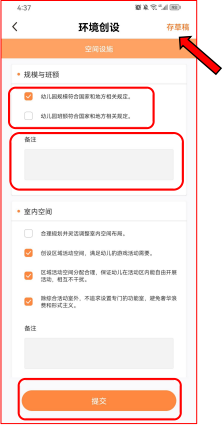 4:37
环境创设
存草稿
空间设施
* 规模与班额
幼儿园规模符合国家和地方相关规定。
幼儿园班额符合国家和地方相关规定。
备注
* 室内空间
合理规划并灵活调整室内空间布局。
创设区域活动空间，满足幼儿的游戏活动需要。
区域活动空间分配合理，保证幼儿在活动区内能自由开展
活动，相互不干扰。
除综合活动室外，不追求设置专门的功能室，避免奢华浪
费和形式主义。
备注
提交